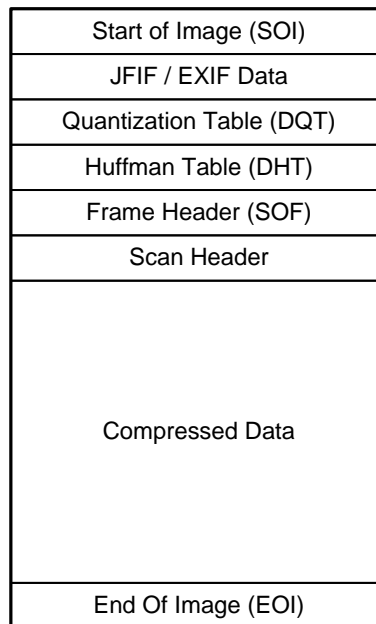 Start of Image (SOI)
JFIF / EXIF Data
Quantization Table (DQT)
Huffman Table (DHT)
Frame Header (SOF)
Scan Header
Compressed Data
End Of Image (EOI)